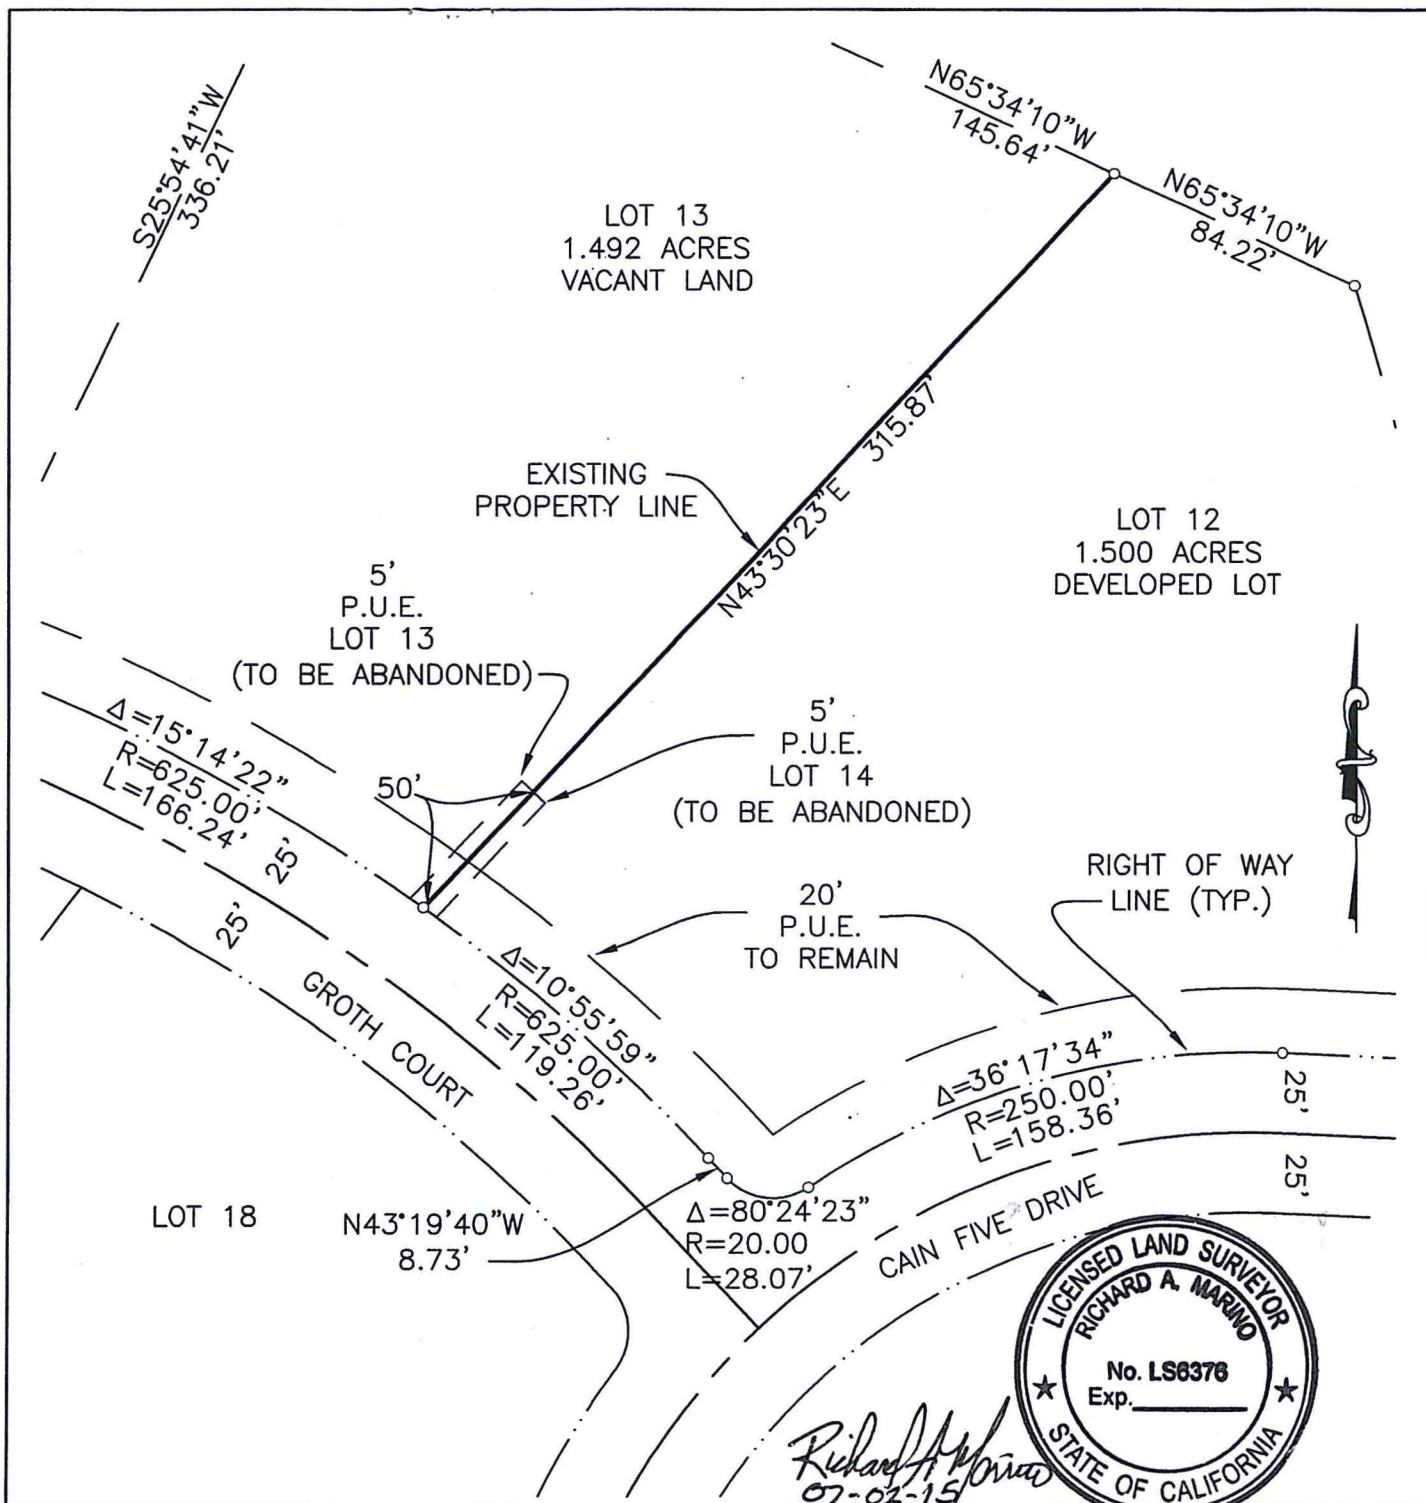 S25°54'41"W
336.21'
N65°34'10"W
145.64'
N65°34'10"W
84.22'
LOT 13
1.492 ACRES
VACANT LAND
315.87'
N43°30'23"E
EXISTING
PROPERTY LINE
LOT 12
1.500 ACRES
DEVELOPED LOT
5'
P.U.E.
LOT 13
(TO BE ABANDONED)
5'
P.U.E.
LOT 14
(TO BE ABANDONED)
50'
Δ=15°14'22"
R=625.00'
L=166.24'
25'
25'
20'
P.U.E.
TO REMAIN
RIGHT OF WAY
LINE (TYP.)
GROTH COURT
Δ=10°55'59"
R=625.00'
L=119.26'
Δ=36°17'34"
R=250.00'
L=158.36'
25'
25'
LOT 18
N43°19'40"W
8.73'
Δ=80°24'23"
R=20.00
L=28.07'
CAIN FIVE DRIVE
LICENSED LAND SURVEYOR
RICHARD A. MARINO
No. LS6376
Exp.
STATE OF CALIFORNIA
Richard A Marino
07-02-15